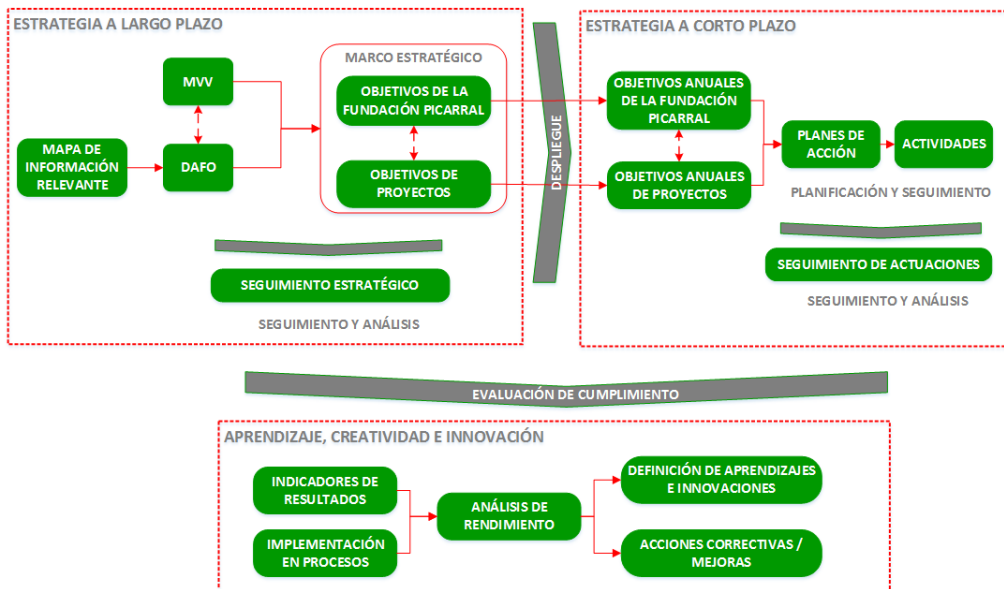 ESTRATEGIA A LARGO PLAZO
MVV
MAPA DE
INFORMACIÓN
RELEVANTE
DAFO
MARCO ESTRATÉGICO
OBJETIVOS DE LA
FUNDACIÓN PICARRAL
OBJETIVOS DE
PROYECTOS
SEGUIMIENTO ESTRATÉGICO
SEGUIMIENTO Y ANÁLISIS
DESPLIEGUE
ESTRATEGIA A CORTO PLAZO
OBJETIVOS ANUALES
DE LA FUNDACIÓN
PICARRAL
OBJETIVOS ANUALES
DE PROYECTOS
PLANES DE
ACCIÓN
ACTIVIDADES
PLANIFICACIÓN Y SEGUIMIENTO
SEGUIMIENTO DE ACTUACIONES
SEGUIMIENTO Y ANÁLISIS
EVALUACIÓN DE CUMPLIMIENTO
APRENDIZAJE, CREATIVIDAD E INNOVACIÓN
INDICADORES DE
RESULTADOS
IMPLEMENTACIÓN
EN PROCESOS
ANÁLISIS DE
RENDIMIENTO
DEFINICIÓN DE APRENDIZAJES
E INNOVACIONES
ACCIONES CORRECTIVAS /
MEJORAS